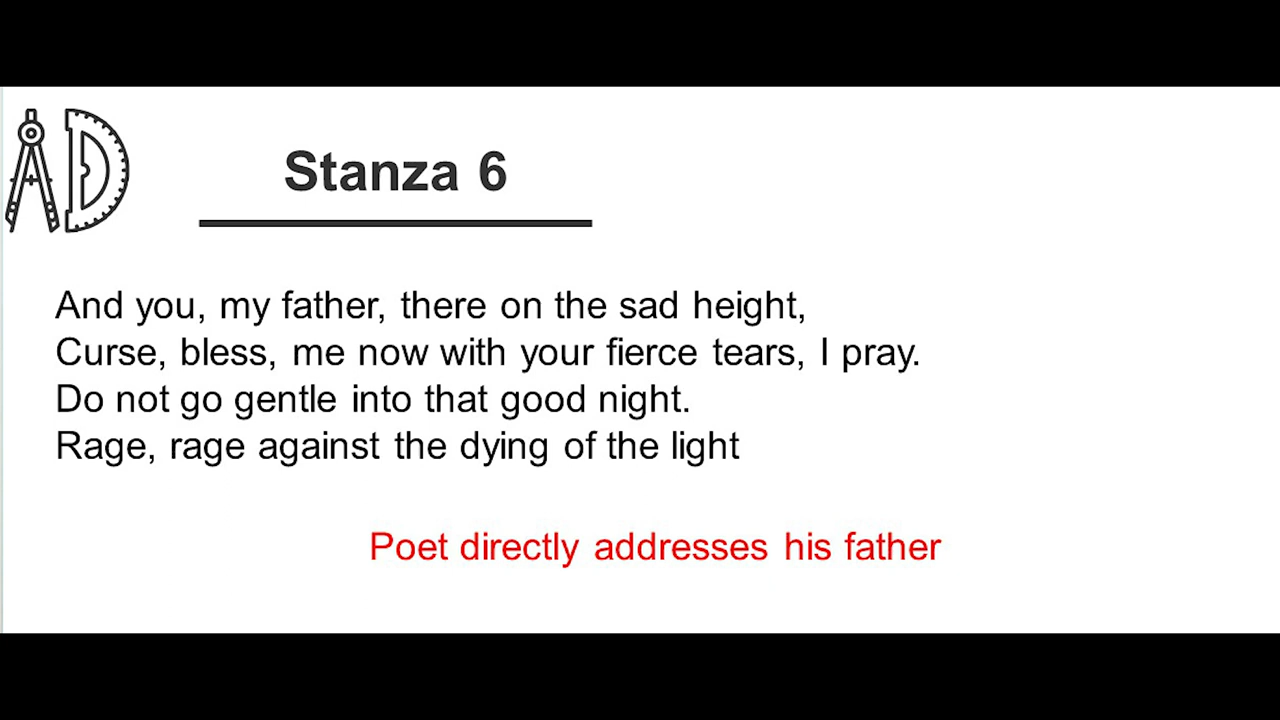 Stanza 6
And you, my father, there on the sad height,
Curse, bless, me now with your fierce tears, I pray.
Do not go gentle into that good night.
Rage, rage against the dying of the light
Poet directly addresses his father